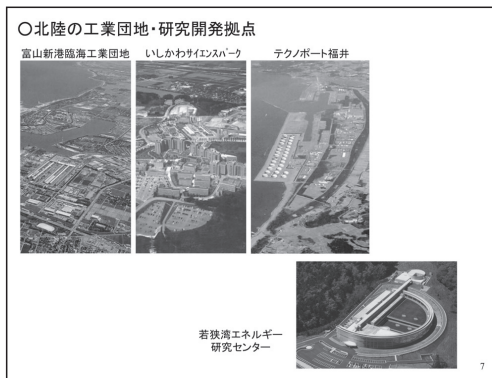 ○北陸の工業団地・研究開発拠点
富山新港臨海工業団地
いしかわサイエンスパーク
テクノポート福井
若狭湾エネルギー
研究センター
7